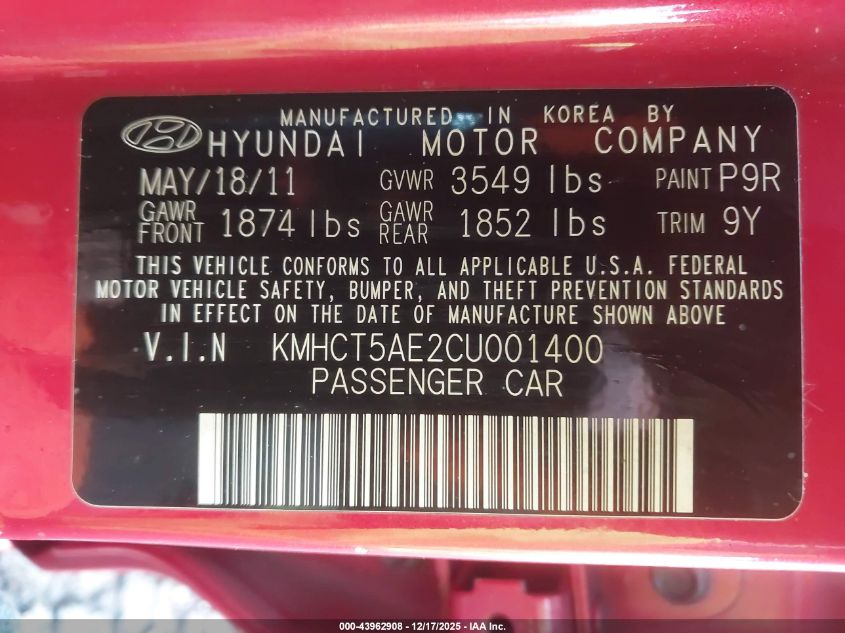 MANUFACTURED IN KOREA BY
HYUNDAI MOTOR COMPANY
MAY/18/11 GVWR 3549 lbs PAINT P9R
GAWR FRONT 1874 lbs GAWR REAR 1852 lbs TRIM 9Y
THIS VEHICLE CONFORMS TO ALL APPLICABLE U.S.A. FEDERAL
MOTOR VEHICLE SAFETY, BUMPER, AND THEFT PREVENTION STANDARDS
IN EFFECT ON THE DATE OF MANUFACTURE SHOWN ABOVE
V.I.N KMHCT5AE2CU001400
PASSENGER CAR
000-43962908 - 12/17/2025 - IAA Inc.